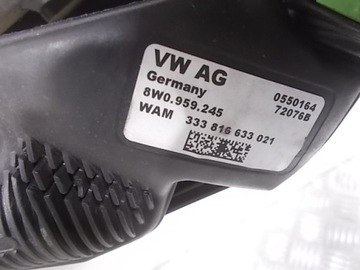 VW AG
Germany
0550164
8W0.959.245
72076B
WAM 333 816 633 021